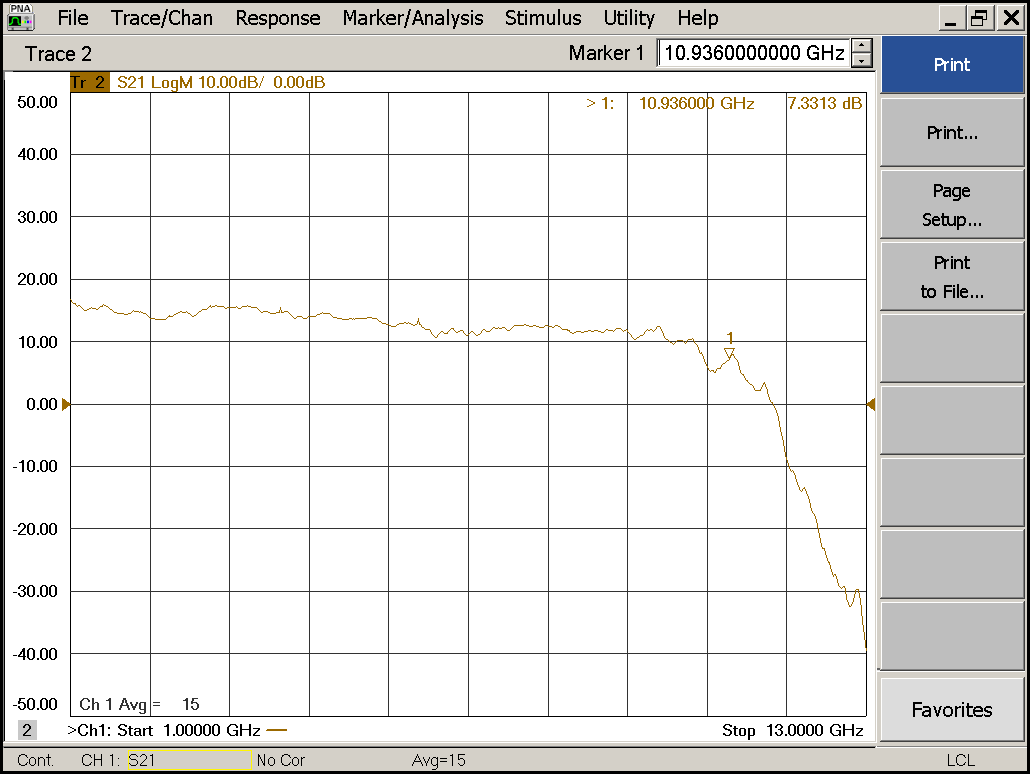 PNA File Trace/Chan Response Marker/Analysis Stimulus Utility Help
Trace 2 Marker 1 10.9360000000 GHz
Print
Print...
Page
Setup...
Print
to File...
Favorites
Tr 2 S21 LogM 10.00dB/ 0.00dB
> 1: 10.936000 GHz 7.3313 dB
50.00
40.00
30.00
20.00
10.00
0.00
-10.00
-20.00
-30.00
-40.00
-50.00
1
Ch 1 Avg = 15
2 >Ch1: Start 1.00000 GHz Stop 13.0000 GHz
Cont. CH 1: S21 No Cor Avg=15 LCL